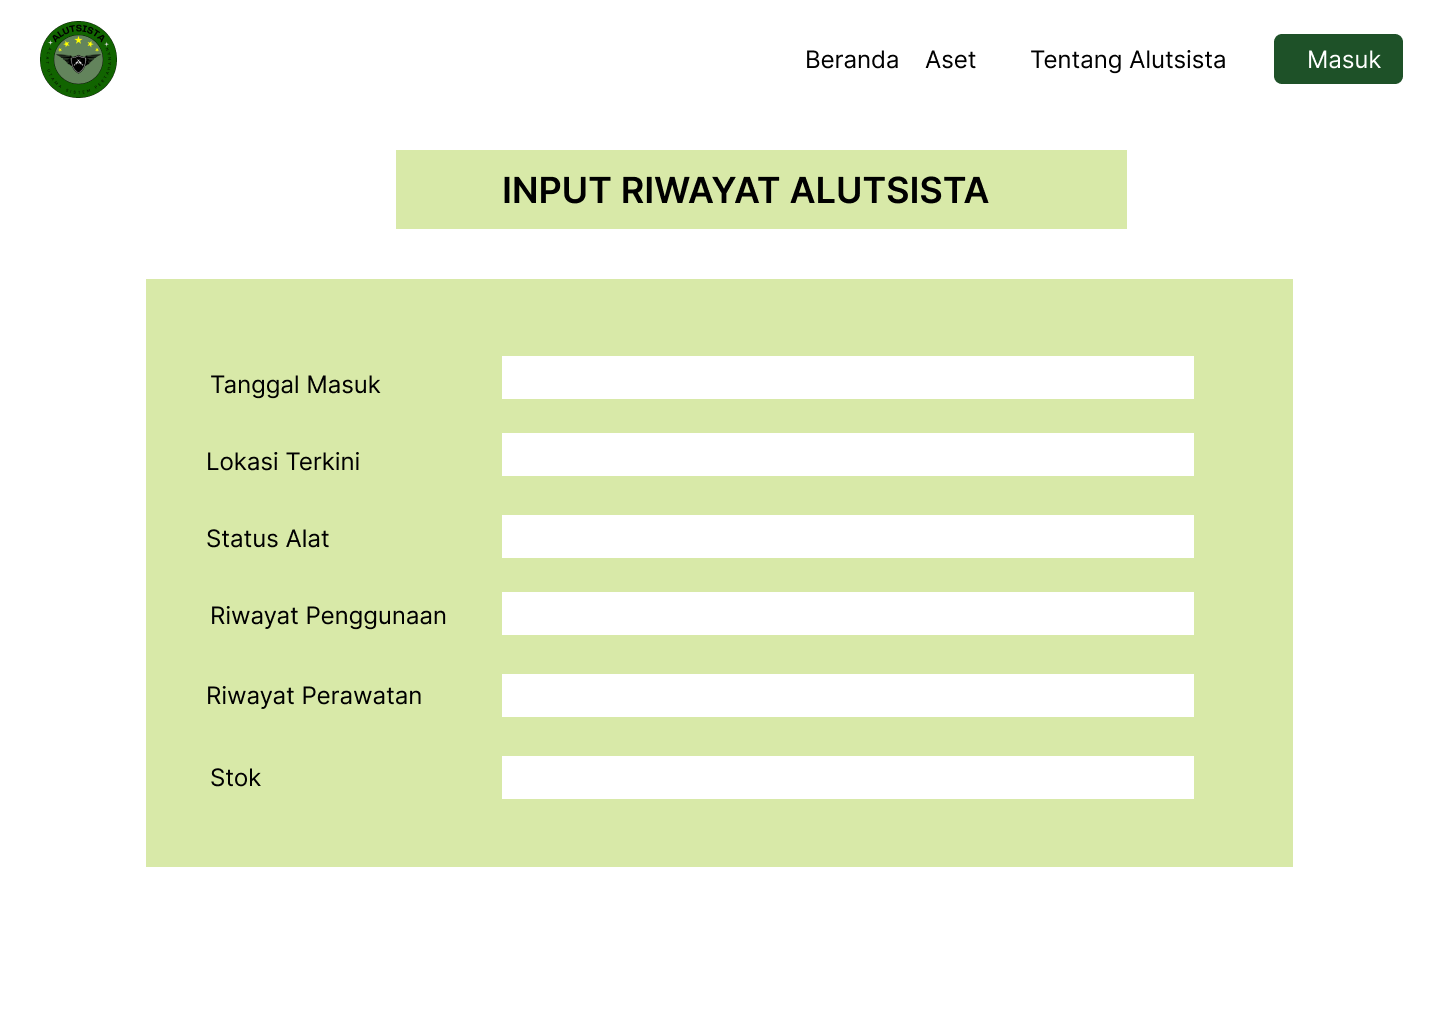 ALUTSISTA
Beranda Aset Tentang Alutsista Masuk
INPUT RIWAYAT ALUTSISTA
Tanggal Masuk
Lokasi Terkini
Status Alat
Riwayat Penggunaan
Riwayat Perawatan
Stok